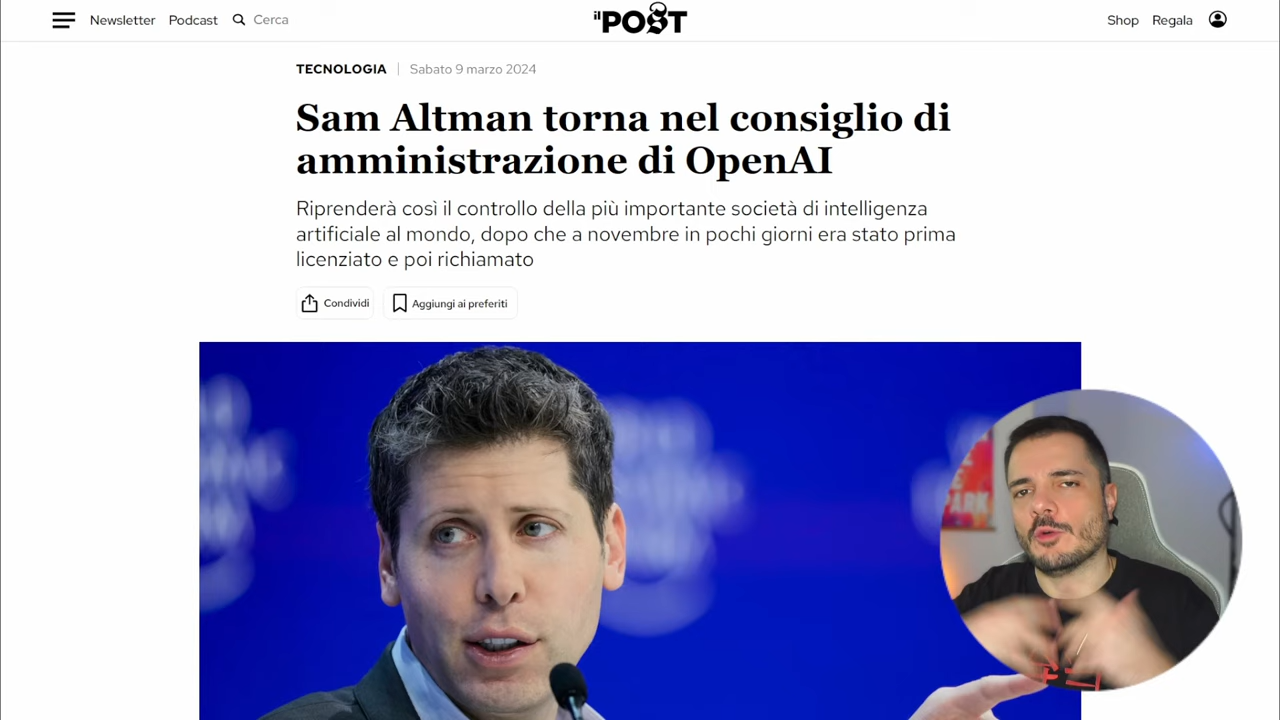 Newsletter Podcast Cerca
il POST
Shop Regala
TECNOLOGIA Sabato 9 marzo 2024
Sam Altman torna nel consiglio di
amministrazione di OpenAI
Riprenderà così il controllo della più importante società di intelligenza
artificiale al mondo, dopo che a novembre in pochi giorni era stato prima
licenziato e poi richiamato
Condividi Aggiungi ai preferiti